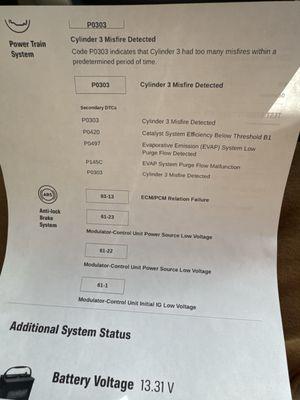 P0303
Cylinder 3 Misfire Detected
Power Train
System
Code P0303 indicates that Cylinder 3 had too many misfires within a
predetermined period of time.
P0303 Cylinder 3 Misfire Detected
Secondary DTCs
P0303 Cylinder 3 Misfire Detected
P0420 Catalyst System Efficiency Below Threshold B1
P0497 Evaporative Emission (EVAP) System Low
Purge Flow Detected
P145C EVAP System Purge Flow Malfunction
P0303 Cylinder 3 Misfire Detected
ABS
Anti-lock
Brake
System
83-13 ECM/PCM Relation Failure
61-23
Modulator-Control Unit Power Source Low Voltage
61-22
Modulator-Control Unit Power Source Low Voltage
61-1
Modulator-Control Unit Initial IG Low Voltage
Additional System Status
Battery Voltage 13.31 V